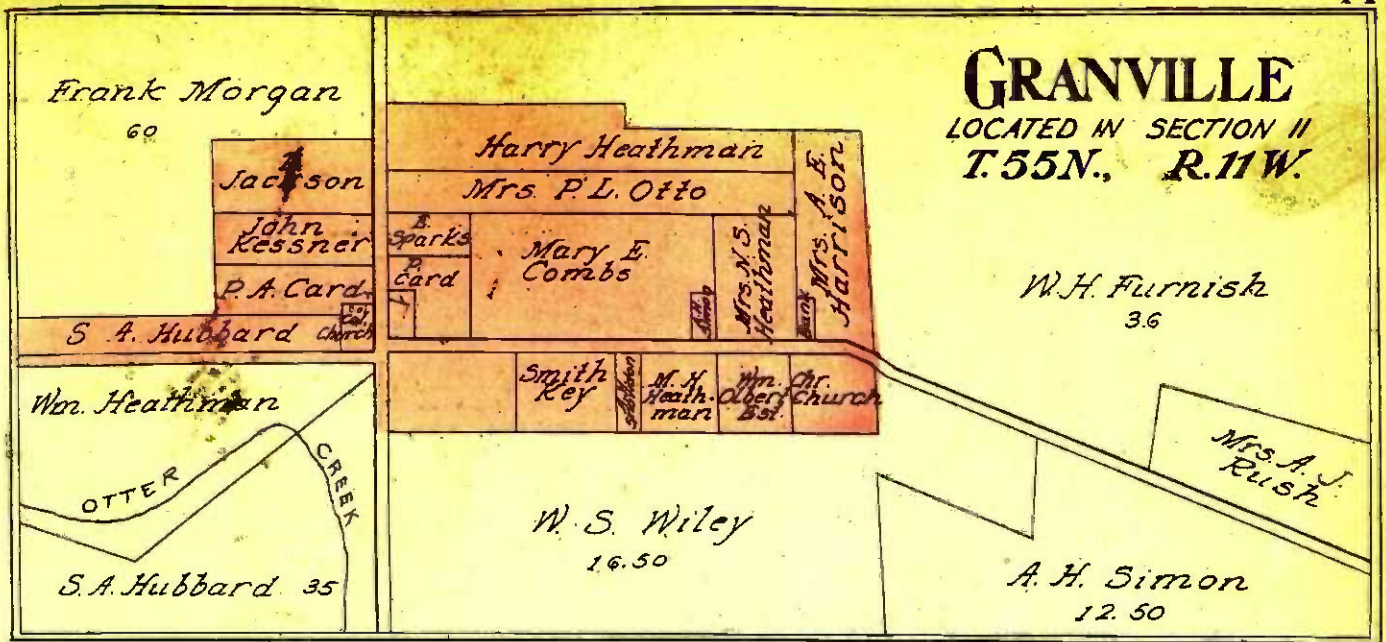 GRANVILLE
LOCATED IN SECTION 11
T.55N., R.11W.
Frank Morgan
60
Jackson
John
Kessner
P.A. Card
S A. Hubbard
Church
Harry Heathman
Mrs. P. L. Otto
Mrs. A. E.
Harrison
B.
Sparks
P.
Card
Mary E.
Combs
Simon
Mrs. N. S.
Heathman
Bank
W.H. Furnish
3.6
Wm. Heathman
OTTER
CREEK
S.A. Hubbard 35
Smith
Key
M. H
Heath-
man
Wm.
Olbert
Est.
Chr.
Church
W. S. Wiley
16.50
Mrs. A. J.
Rush
A. H. Simon
12.50